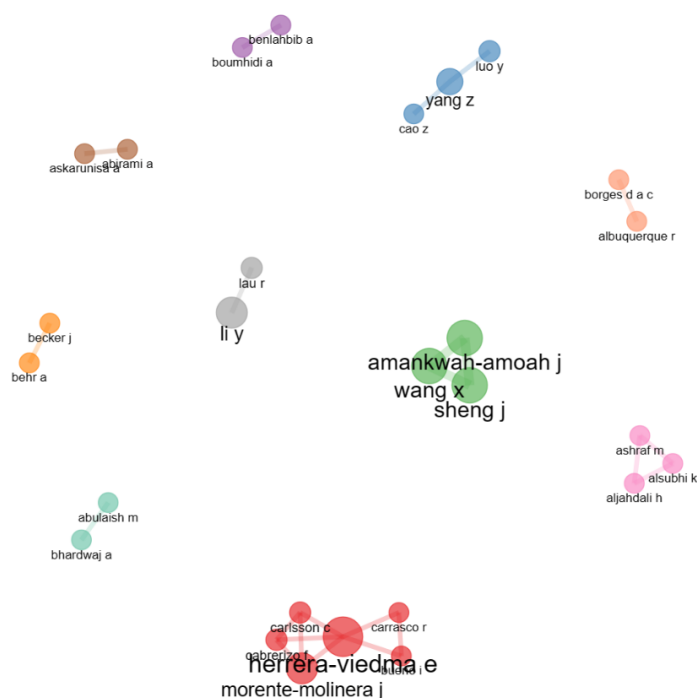 benlahbib a
boumhidi a
luo y
yang z
cao z
askarunisa a
abirami a
borges d a c
albuquerque r
lau r
li y
becker j
behr a
amankwah-amoah j
wang x
sheng j
ashraf m
alsubhi k
aljahdali h
abulaish m
bhardwaj a
carlsson c
carrasco r
cabrerizo f
herrera-viedma e
bueno i
morente-molinera j